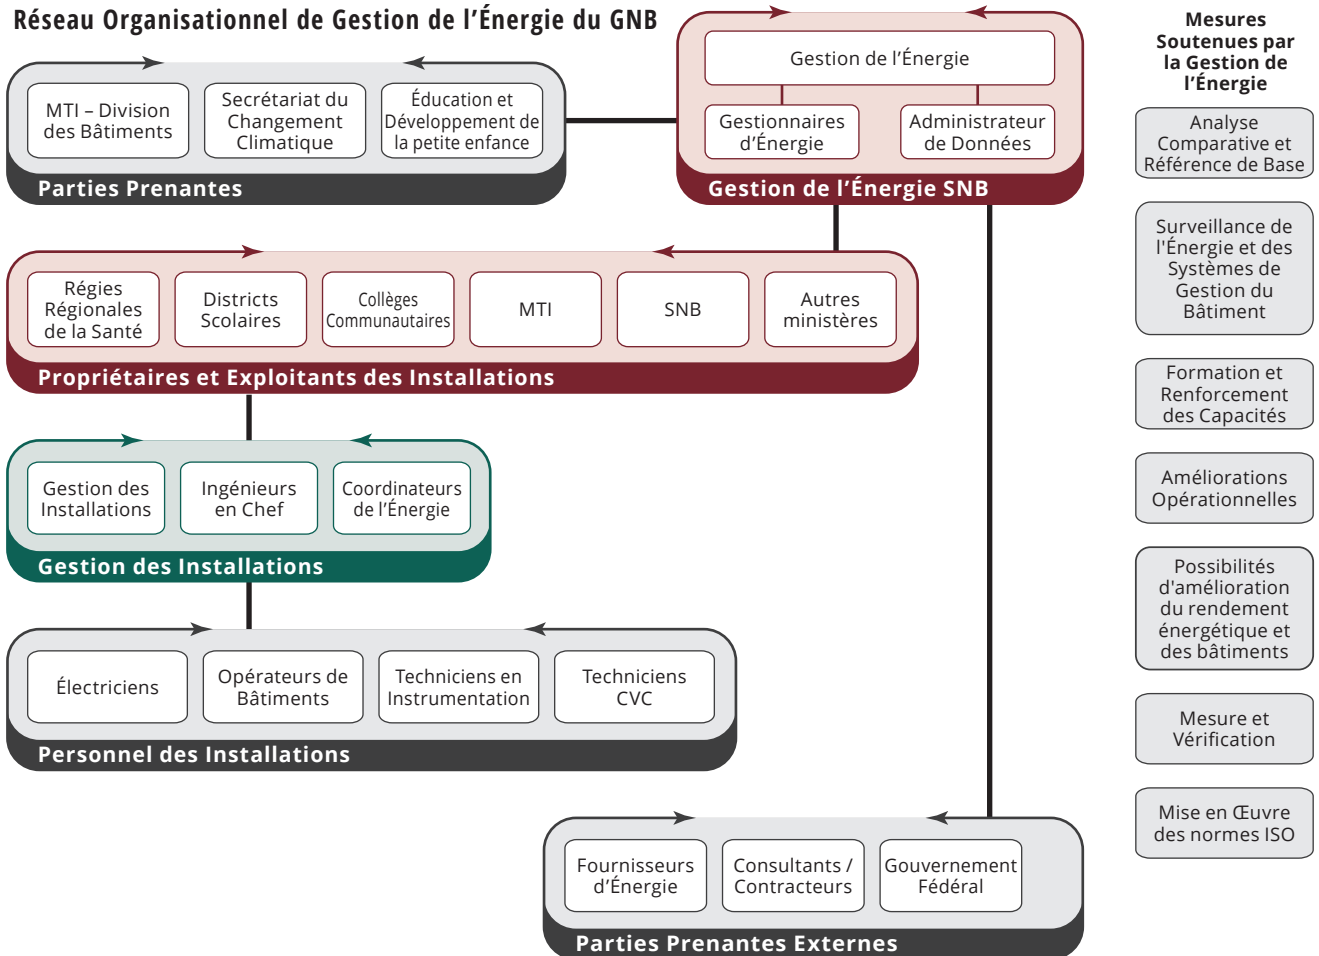 Réseau Organisationnel de Gestion de l’Énergie du GNB
MTI – Division
des Bâtiments
Secrétariat du
Changement
Climatique
Éducation et
Développement de
la petite enfance
Parties Prenantes
Gestion de l’Énergie
Gestionnaires
d’Énergie
Administrateur
de Données
Gestion de l’Énergie SNB
Régies
Régionales
de la Santé
Districts
Scolaires
Collèges
Communautaires
MTI
SNB
Autres
ministères
Propriétaires et Exploitants des Installations
Gestion des
Installations
Ingénieurs
en Chef
Coordinateurs
de l’Énergie
Gestion des Installations
Électriciens
Opérateurs de
Bâtiments
Techniciens en
Instrumentation
Techniciens
CVC
Personnel des Installations
Fournisseurs
d’Énergie
Consultants /
Contracteurs
Gouvernement
Fédéral
Parties Prenantes Externes
Mesures
Soutenues par
la Gestion de
l’Énergie
Analyse
Comparative et
Référence de Base
Surveillance de
l'Énergie et des
Systèmes de
Gestion du
Bâtiment
Formation et
Renforcement
des Capacités
Améliorations
Opérationnelles
Possibilités
d'amélioration
du rendement
énergétique et
des bâtiments
Mesure et
Vérification
Mise en Œuvre
des normes ISO